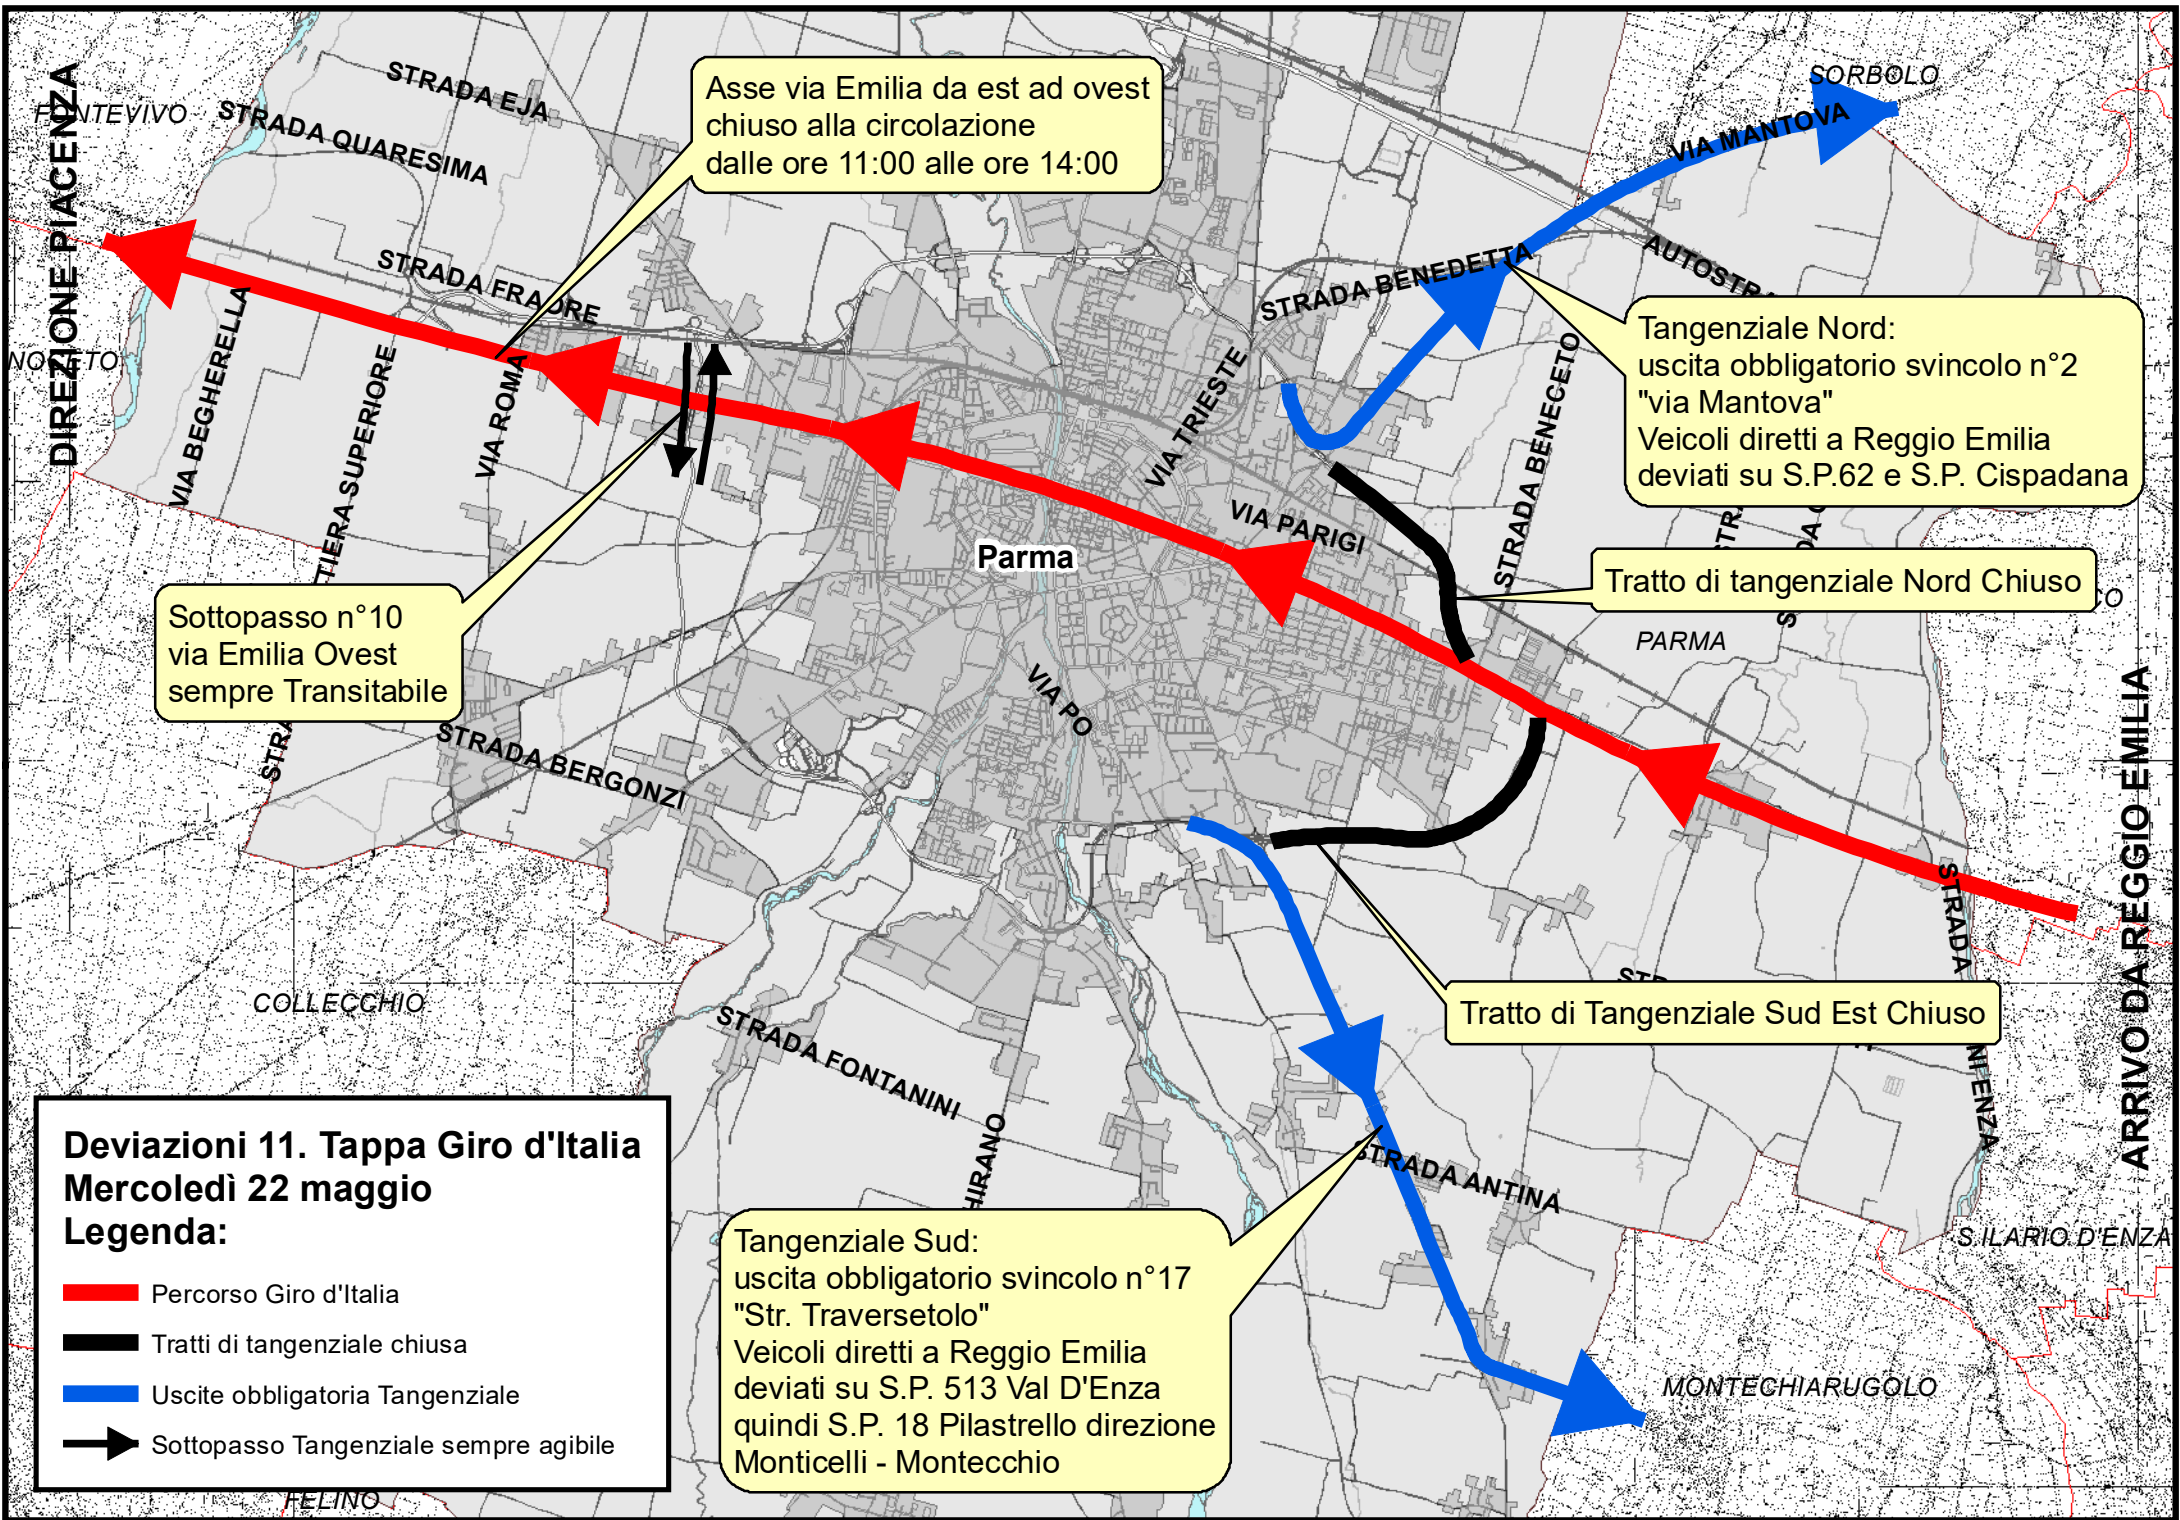 SORBOLO
FONTEVIVO
STRADA EJA
STRADA QUARESIMA
Asse via Emilia da est ad ovest
chiuso alla circolazione
dalle ore 11:00 alle ore 14:00
VIA MANTOVA
DIREZIONE PIACENZA
STRADA FRAORE
STRADA BENEDETTA
Tangenziale Nord:
uscita obbligatorio svincolo n°2
"via Mantova"
Veicoli diretti a Reggio Emilia
deviati su S.P.62 e S.P. Cispadana
NOCETO
VIA BEGHERELLA
VIA ROMA
VIA TRIESTE
STRADA BENECETO
VIA PARIGI
Parma
Tratto di tangenziale Nord Chiuso
PARMA
Sottopasso n°10
via Emilia Ovest
sempre Transitabile
VIA PO
STRADA BERGONZI
ARRIVO DA REGGIO EMILIA
STRADA
COLLECCHIO
Tratto di Tangenziale Sud Est Chiuso
STRADA FONTANINI
STRADA ANTINA
S.ILARIO D'ENZA
Tangenziale Sud:
uscita obbligatorio svincolo n°17
"Str. Traversetolo"
Veicoli diretti a Reggio Emilia
deviati su S.P. 513 Val D'Enza
quindi S.P. 18 Pilastrello direzione
Monticelli - Montecchio
MONTECHIARUGOLO
Deviazioni 11. Tappa Giro d'Italia
Mercoledì 22 maggio
Legenda:
Percorso Giro d'Italia
Tratti di tangenziale chiusa
Uscite obbligatoria Tangenziale
Sottopasso Tangenziale sempre agibile
FELINO